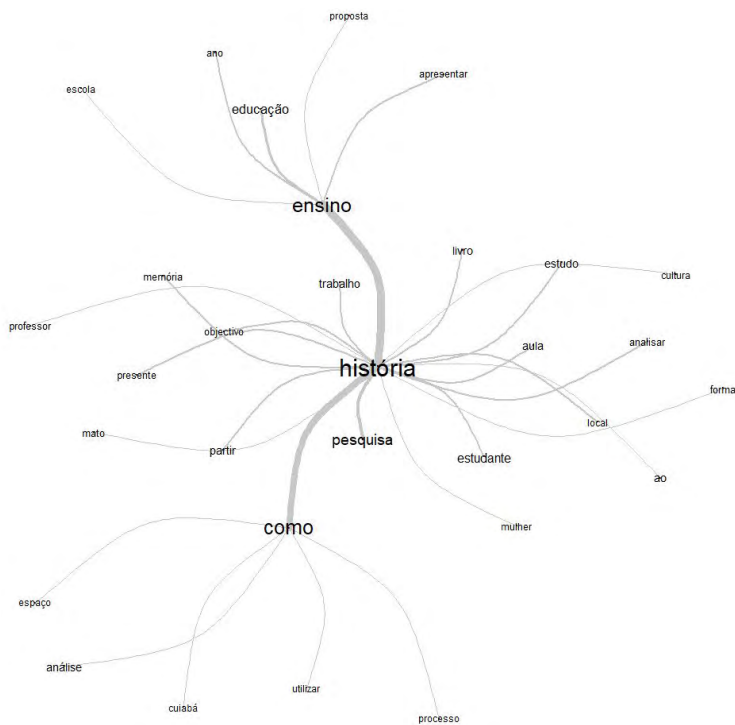 proposta
ano
apresentar
escola
educação
ensino
livro
estudo
cultura
memória
trabalho
professor
objectivo
aula
analisar
história
presente
forma
local
mato
partir
pesquisa
estudante
ao
como
mulher
espaço
análise
utilizar
cuiabá
processo